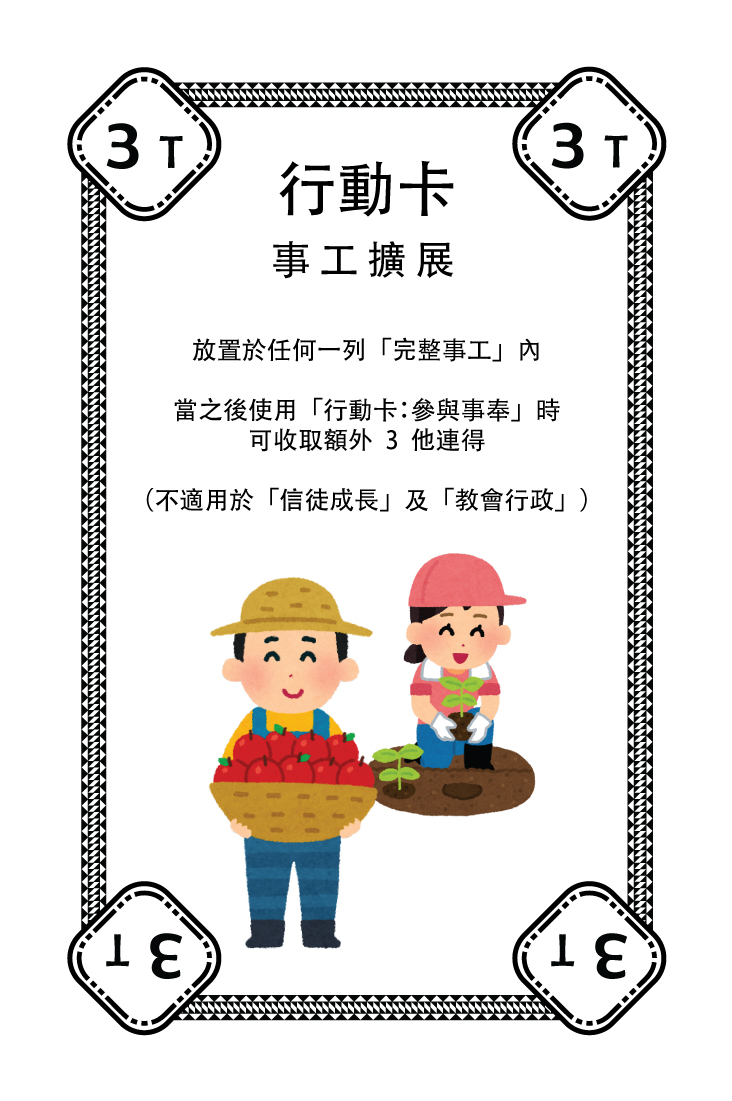 3 T
3 T
行動卡
事工擴展
放置於任何一列「完整事工」內
當之後使用「行動卡：參與事奉」時
可收取額外 3 他連得
（不適用於「信徒成長」及「教會行政」）
3 T
3 T